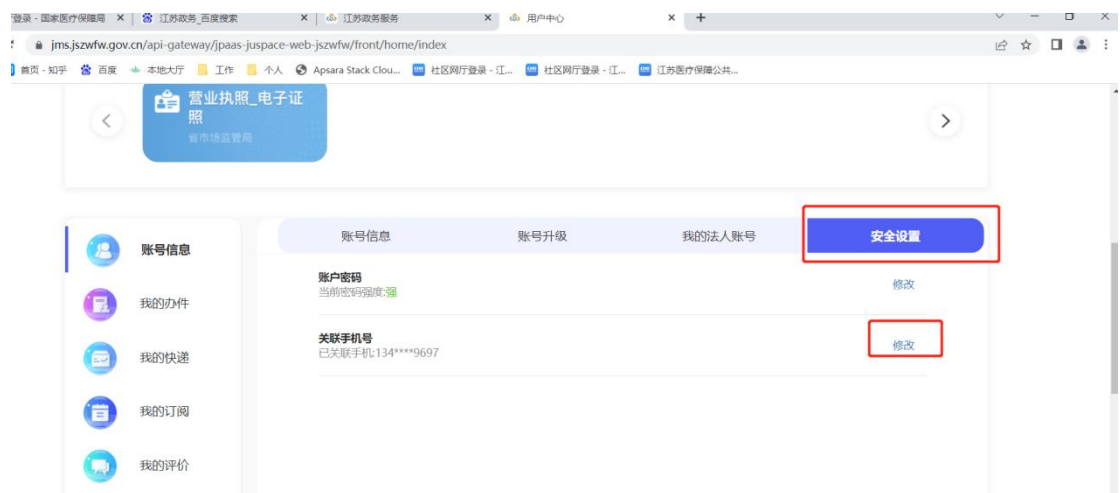 登录 - 国家医疗保障局
江苏政务_百度搜索
江苏政务服务
用户中心
jms.jszwfw.gov.cn/api-gateway/jpaas-juspace-web-jszwfw/front/home/index
首页 - 知乎
百度
本地大厅
工作
个人
Apsara Stack Clou...
社区网厅登录 - 江...
社区网厅登录 - 江...
江苏医疗保障公共...
营业执照_电子证
照
省市场监管局
账号信息
我的办件
我的快递
我的订阅
我的评价
账号信息
账号升级
我的法人账号
安全设置
账户密码
当前密码强度:强
修改
关联手机号
已关联手机:134****9697
修改